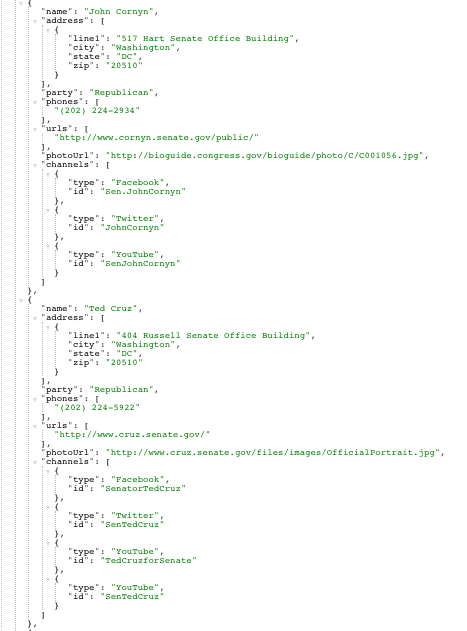 {
"name": "John Cornyn",
"address": [
{
"line1": "517 Hart Senate Office Building",
"city": "Washington",
"state": "DC",
"zip": "20510"
}
],
"party": "Republican",
"phones": [
"(202) 224-2934"
],
"urls": [
"http://www.cornyn.senate.gov/public/"
],
"photoUrl": "http://bioguide.congress.gov/bioguide/photo/C/C001056.jpg",
"channels": [
{
"type": "Facebook",
"id": "Sen.JohnCornyn"
},
{
"type": "Twitter",
"id": "JohnCornyn"
},
{
"type": "YouTube",
"id": "SenJohnCornyn"
}
]
},
{
"name": "Ted Cruz",
"address": [
{
"line1": "404 Russell Senate Office Building",
"city": "Washington",
"state": "DC",
"zip": "20510"
}
],
"party": "Republican",
"phones": [
"(202) 224-5922"
],
"urls": [
"http://www.cruz.senate.gov/"
],
"photoUrl": "http://www.cruz.senate.gov/files/images/OfficialPortrait.jpg",
"channels": [
{
"type": "Facebook",
"id": "SenatorTedCruz"
},
{
"type": "Twitter",
"id": "SenTedCruz"
},
{
"type": "YouTube",
"id": "TedCruzforSenate"
},
{
"type": "YouTube",
"id": "SenTedCruz"
}
]
},